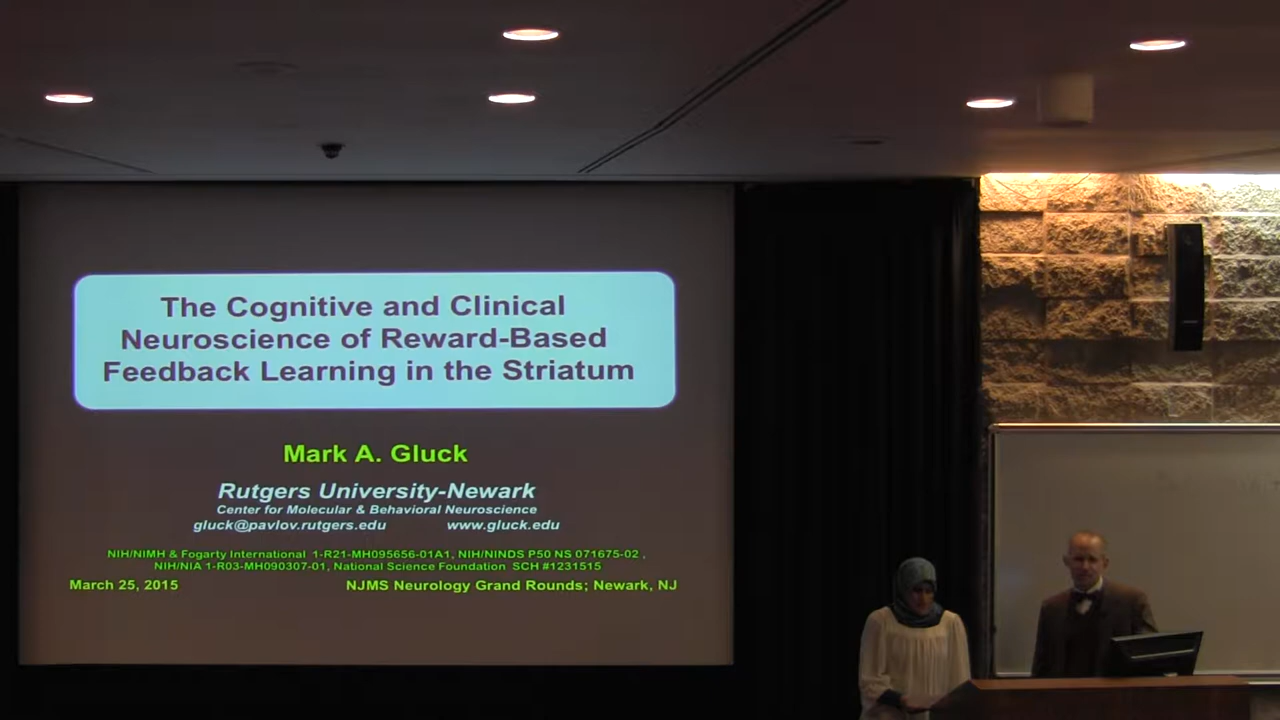 The Cognitive and Clinical
Neuroscience of Reward-Based
Feedback Learning in the Striatum
Mark A. Gluck
Rutgers University-Newark
Center for Molecular & Behavioral Neuroscience
gluck@pavlov.rutgers.edu www.gluck.edu
NIH/NIMH & Fogarty International 1-R21-MH095656-01A1, NIH/NINDS P50 NS 071675-02 ,
NIH/NIA 1-R03-MH090307-01, National Science Foundation SCH #1231515
March 25, 2015 NJMS Neurology Grand Rounds; Newark, NJ